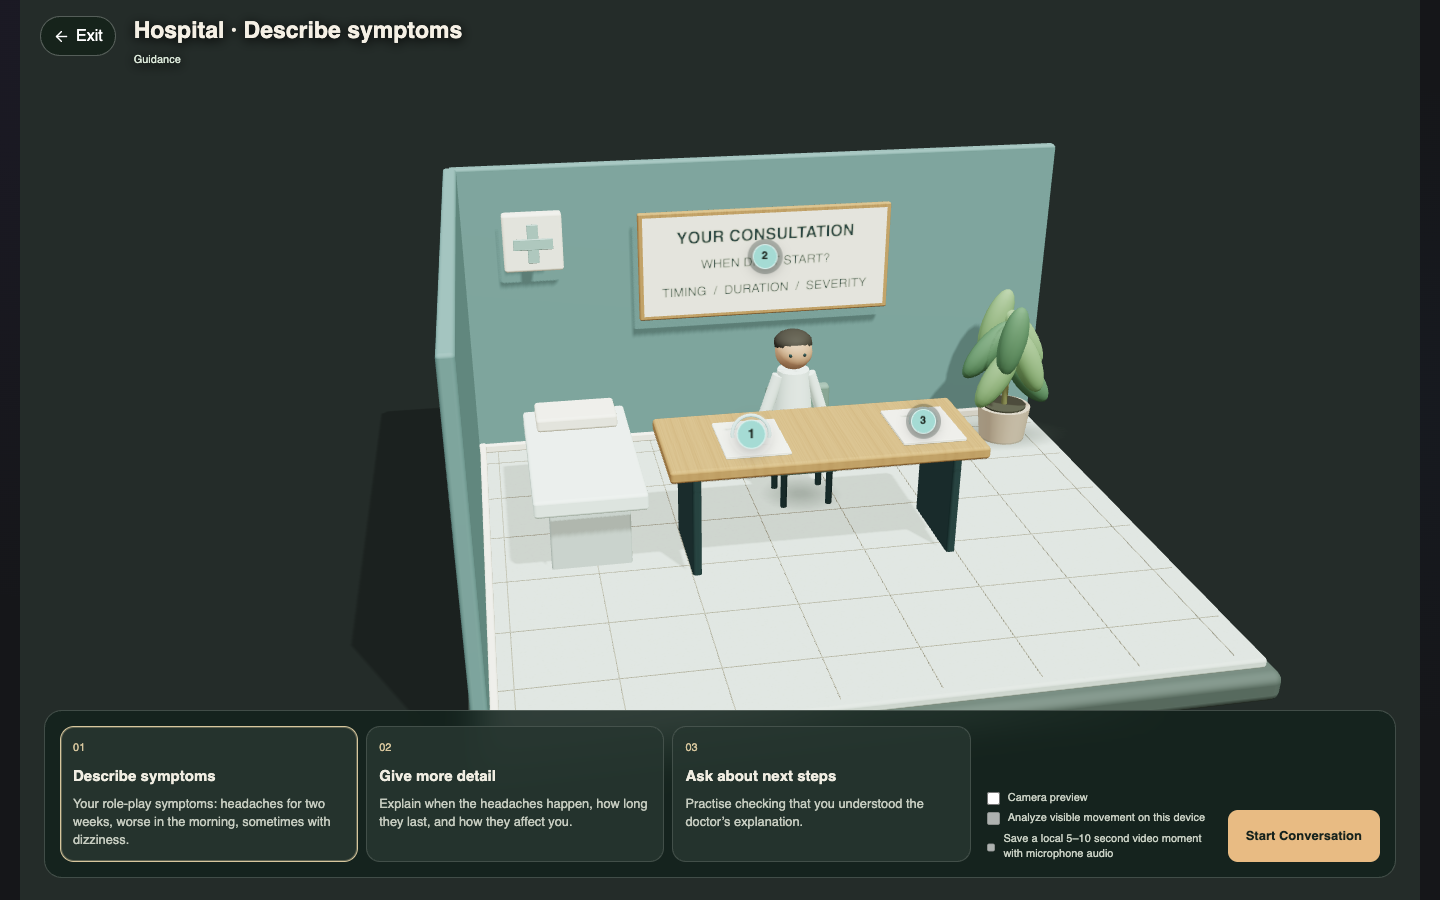 Exit
Hospital · Describe symptoms
Guidance
YOUR CONSULTATION
WHEN START?
TIMING / DURATION / SEVERITY
2
1
3
01
Describe symptoms
Your role-play symptoms: headaches for two
weeks, worse in the morning, sometimes with
dizziness.
02
Give more detail
Explain when the headaches happen, how long
they last, and how they affect you.
03
Ask about next steps
Practise checking that you understood the
doctor's explanation.
Camera preview
Analyze visible movement on this device
Save a local 5–10 second video moment
with microphone audio
Start Conversation